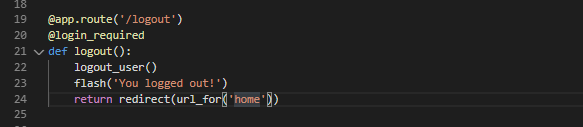 18
19 @app.route('/logout')
20 @login_required
21 def logout():
22     logout_user()
23     flash('You logged out!')
24     return redirect(url_for('home'))
25